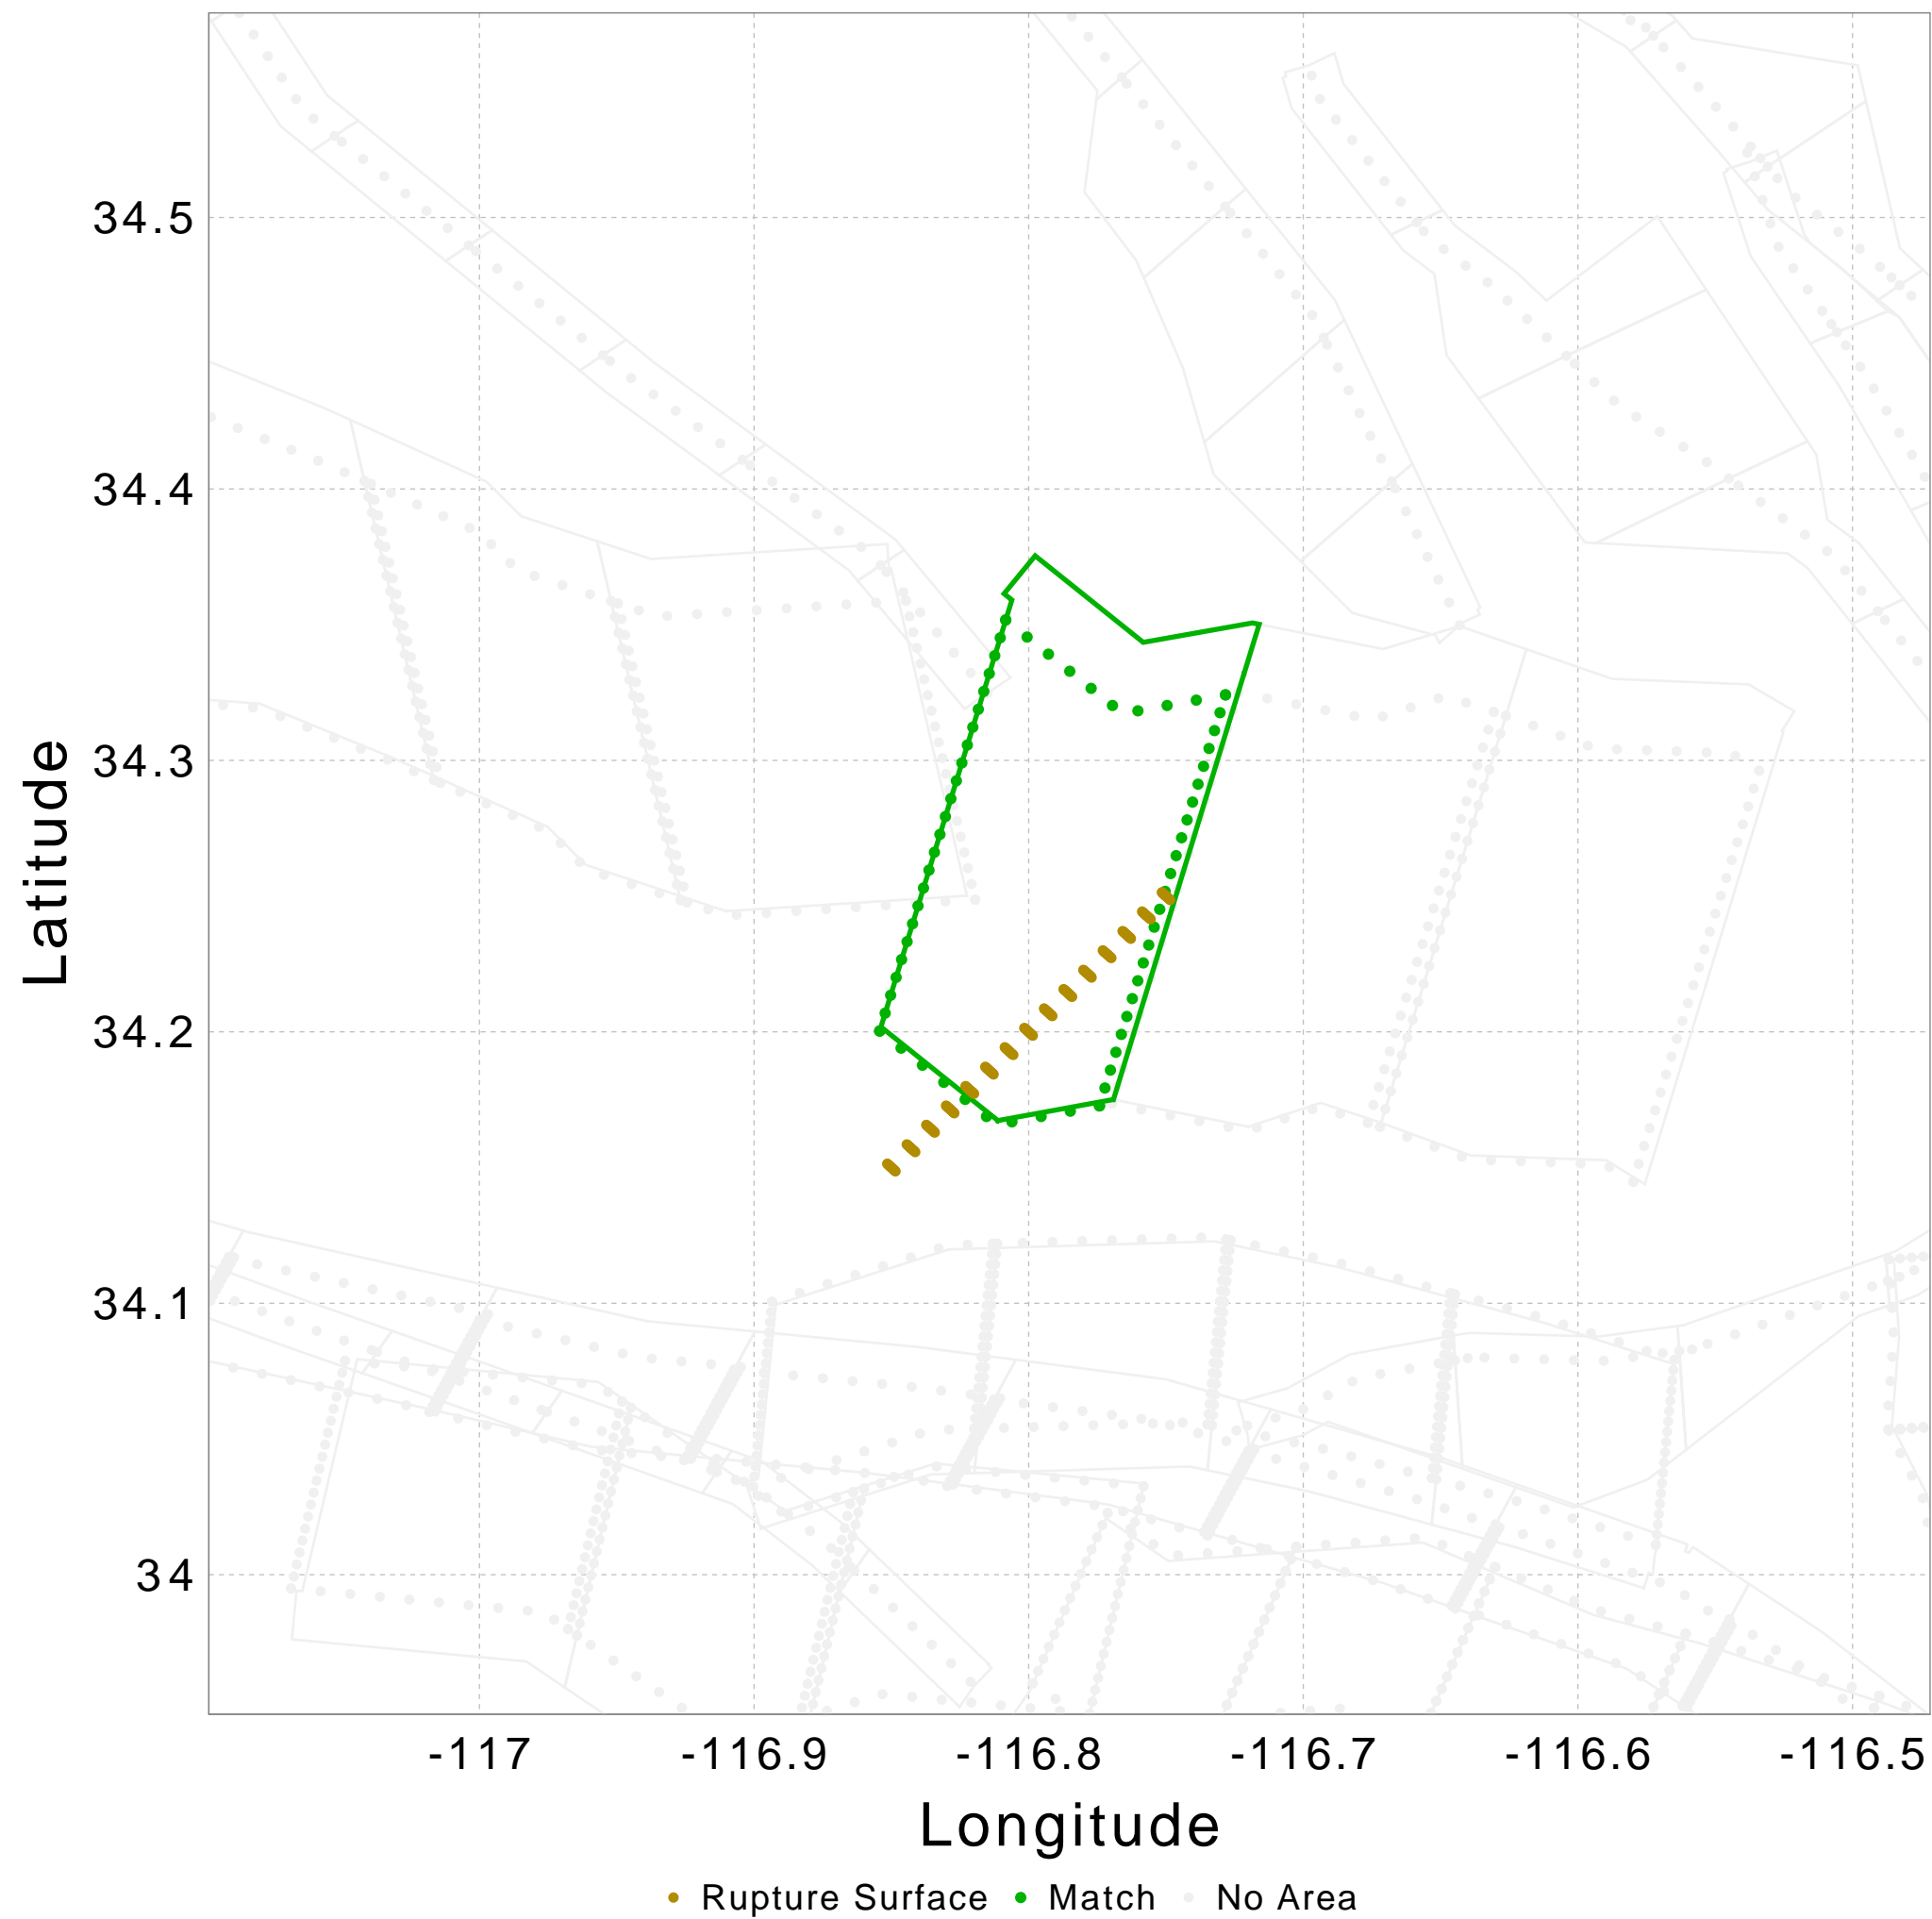 34.5
34.4
34.3
34.2
34.1
34
Latitude
-117
-116.9
-116.8
-116.7
-116.6
-116.5
Longitude
Rupture Surface
Match
No Area